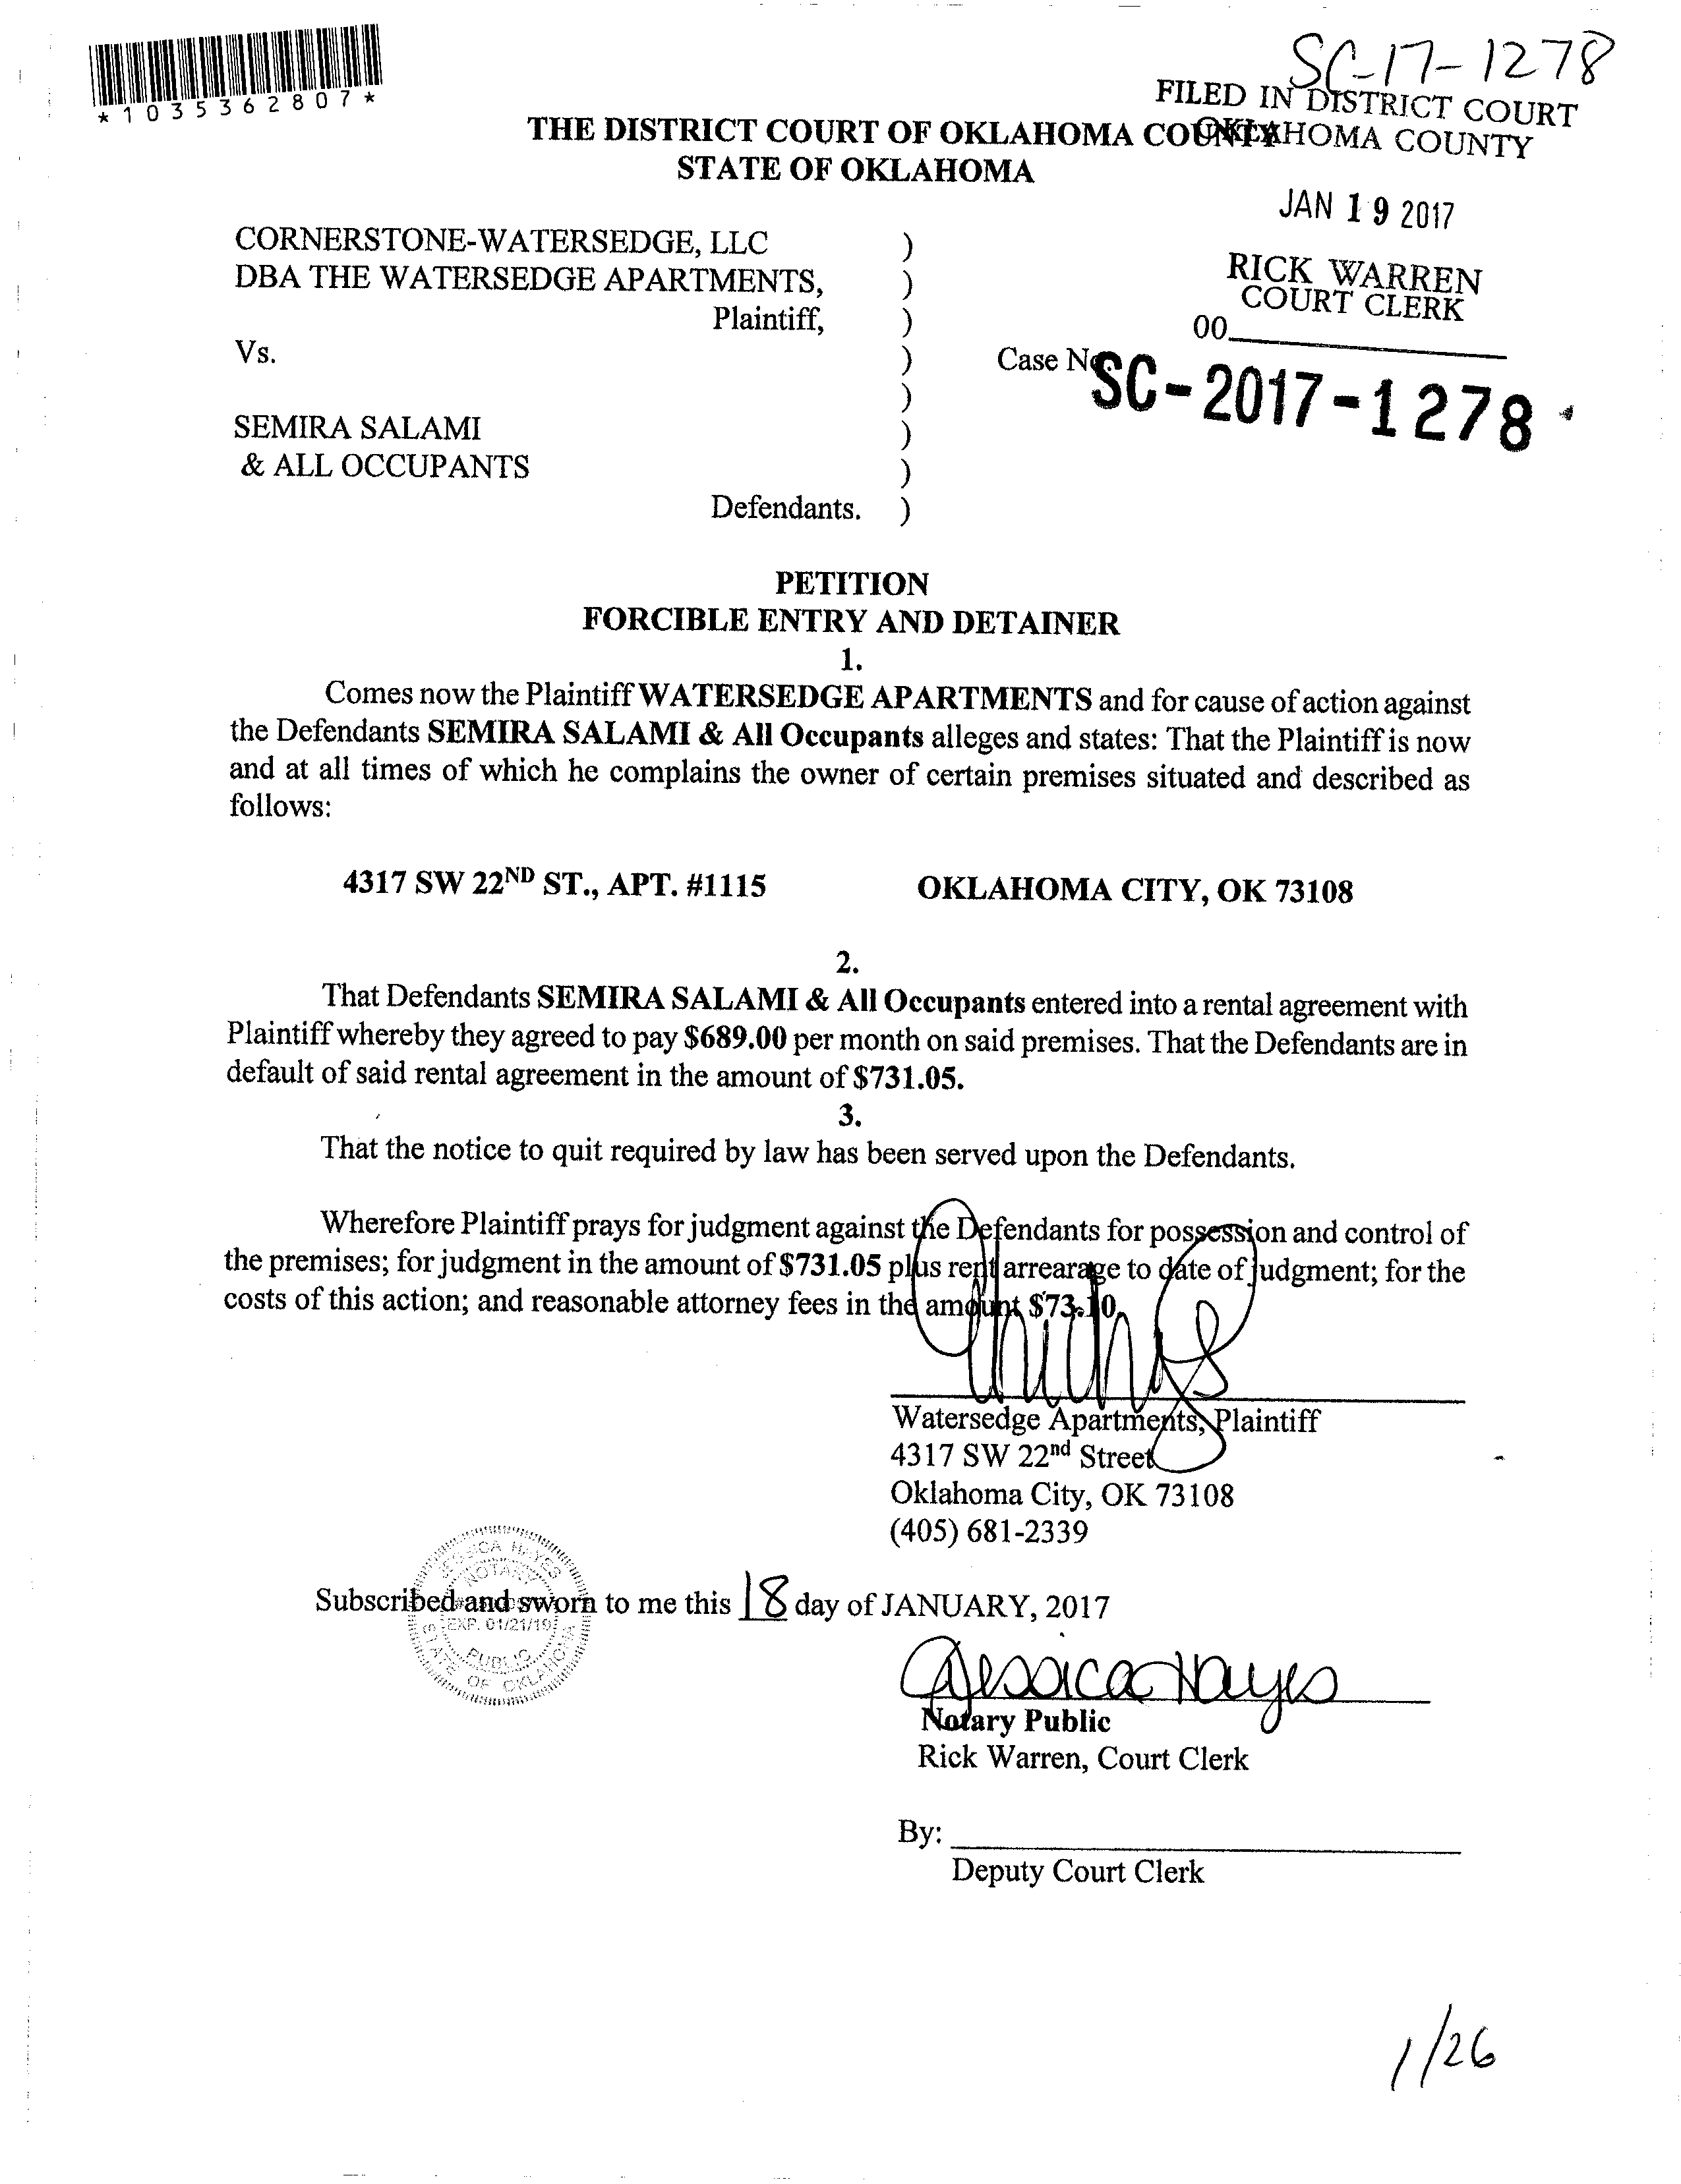 SC-17-1278
*1035362807*
FILED IN DISTRICT COURT
OKLAHOMA COUNTY
THE DISTRICT COURT OF OKLAHOMA COUNTY
STATE OF OKLAHOMA
JAN 19 2017
RICK WARREN
COURT CLERK
00
CORNERSTONE-WATERSEDGE, LLC )
DBA THE WATERSEDGE APARTMENTS, )
Plaintiff, )
Vs. ) Case No. SC-2017-1278
)
SEMIRA SALAMI )
& ALL OCCUPANTS )
Defendants. )
PETITION
FORCIBLE ENTRY AND DETAINER
1.
Comes now the Plaintiff WATERSEDGE APARTMENTS and for cause of action against
the Defendants SEMIRA SALAMI & All Occupants alleges and states: That the Plaintiff is now
and at all times of which he complains the owner of certain premises situated and described as
follows:
4317 SW 22ND ST., APT. #1115 OKLAHOMA CITY, OK 73108
2.
That Defendants SEMIRA SALAMI & All Occupants entered into a rental agreement with
Plaintiff whereby they agreed to pay $689.00 per month on said premises. That the Defendants are in
default of said rental agreement in the amount of $731.05.
3.
That the notice to quit required by law has been served upon the Defendants.
Wherefore Plaintiff prays for judgment against the Defendants for possession and control of
the premises; for judgment in the amount of $731.05 plus rent arrearage to date of judgment; for the
costs of this action; and reasonable attorney fees in the amount $73.10.
Watersedge Apartments, Plaintiff
4317 SW 22nd Street
Oklahoma City, OK 73108
(405) 681-2339
JESSICA HAYES
NOTARY
EXP. 01/21/19
PUBLIC
STATE OF OKLAHOMA
Subscribed and sworn to me this 18 day of JANUARY, 2017
Jessica Hayes
Notary Public
Rick Warren, Court Clerk
By:
Deputy Court Clerk
1/26